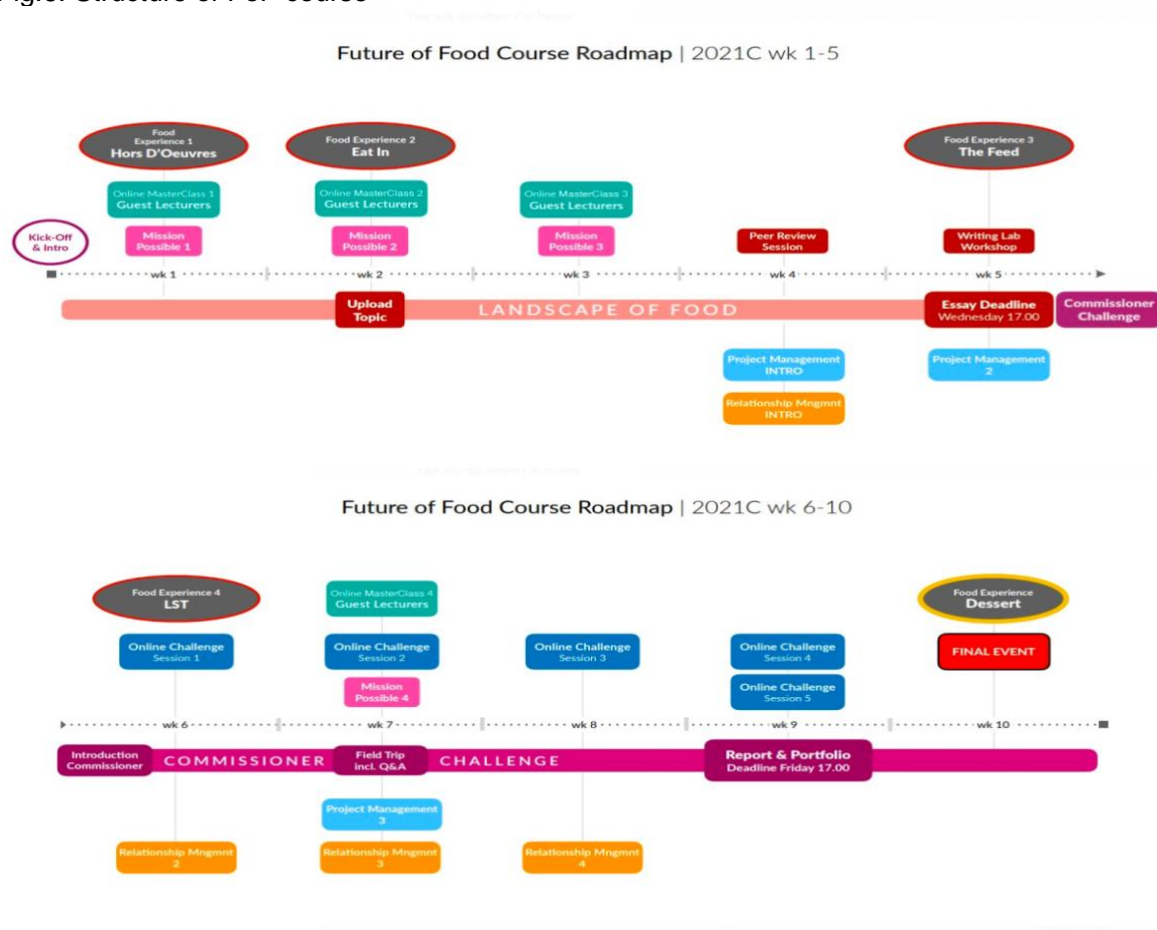 Future of Food Course Roadmap | 2021C wk 1-5
Food
Experience 1
Hors D'Oeuvres
Food Experience 2
Eat In
Food Experience 3
The Feed
Online MasterClass 1
Guest Lecturers
Online MasterClass 2
Guest Lecturers
Online MasterClass 3
Guest Lecturers
Kick-Off
& Intro
Mission
Possible 1
Mission
Possible 2
Mission
Possible 3
Peer Review
Session
Writing Lab
Workshop
wk 1
wk 2
wk 3
wk 4
wk 5
Upload
Topic
LANDSCAPE OF FOOD
Essay Deadline
Wednesday 17.00
Commissioner
Challenge
Project Management
INTRO
Project Management
2
Relationship Mngmnt
INTRO
Future of Food Course Roadmap | 2021C wk 6-10
Food Experience 4
LST
Online MasterClass 4
Guest Lecturers
Food Experience
Dessert
Online Challenge
Session 1
Online Challenge
Session 2
Online Challenge
Session 3
Online Challenge
Session 4
FINAL EVENT
Mission
Possible 4
Online Challenge
Session 5
wk 6
wk 7
wk 8
wk 9
wk 10
Introduction
Commissioner
COMMISSIONER
Field Trip
incl. Q&A
CHALLENGE
Report & Portfolio
Deadline Friday 17.00
Project Management
3
Relationship Mngmnt
2
Relationship Mngmnt
3
Relationship Mngmnt
4